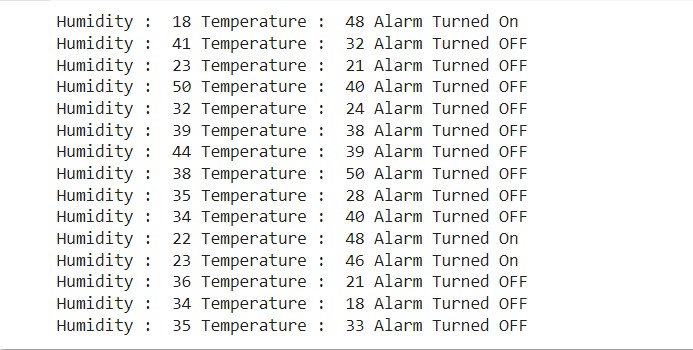 Humidity :  18 Temperature :  48 Alarm Turned On
Humidity :  41 Temperature :  32 Alarm Turned OFF
Humidity :  23 Temperature :  21 Alarm Turned OFF
Humidity :  50 Temperature :  40 Alarm Turned OFF
Humidity :  32 Temperature :  24 Alarm Turned OFF
Humidity :  39 Temperature :  38 Alarm Turned OFF
Humidity :  44 Temperature :  39 Alarm Turned OFF
Humidity :  38 Temperature :  50 Alarm Turned OFF
Humidity :  35 Temperature :  28 Alarm Turned OFF
Humidity :  34 Temperature :  40 Alarm Turned OFF
Humidity :  22 Temperature :  48 Alarm Turned On
Humidity :  23 Temperature :  46 Alarm Turned On
Humidity :  36 Temperature :  21 Alarm Turned OFF
Humidity :  34 Temperature :  18 Alarm Turned OFF
Humidity :  35 Temperature :  33 Alarm Turned OFF